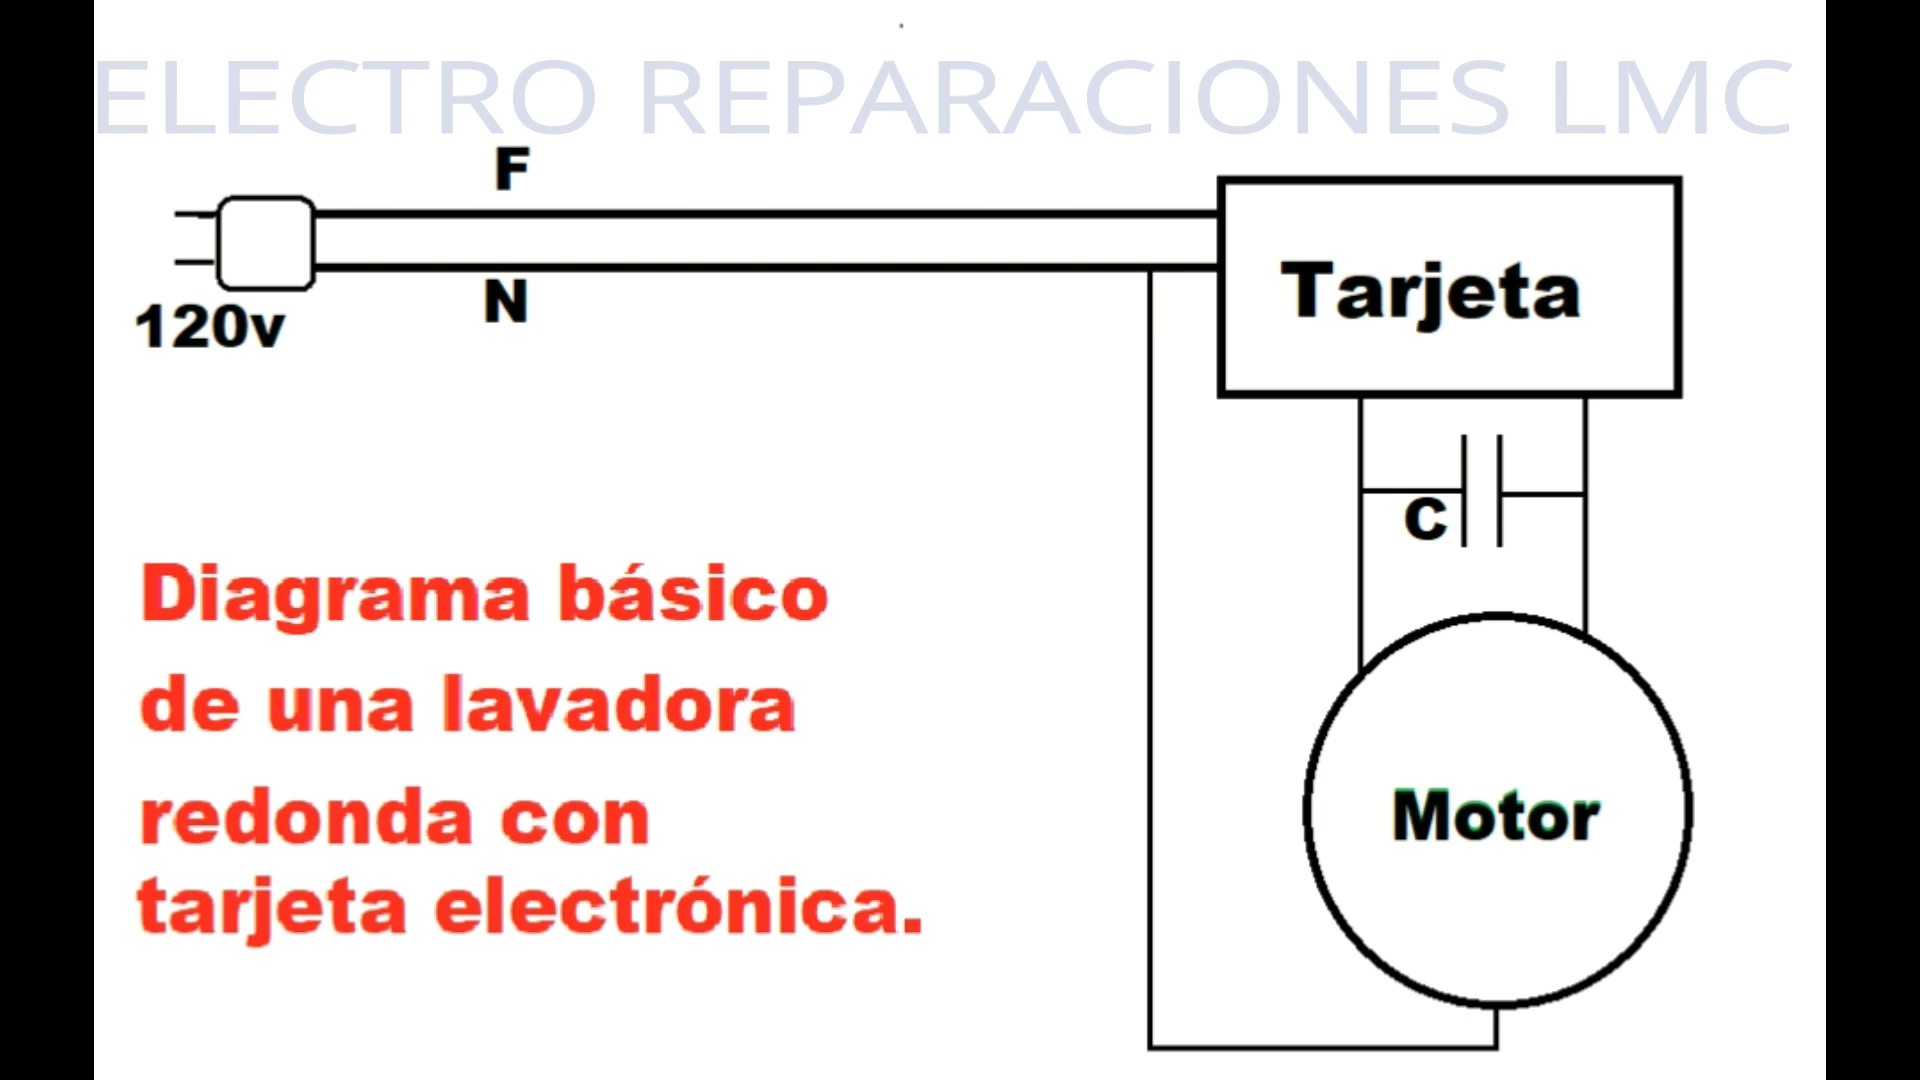 ELECTRO REPARACIONES LMC
F
N
120v
Tarjeta
C
Motor
Diagrama básico
de una lavadora
redonda con
tarjeta electrónica.